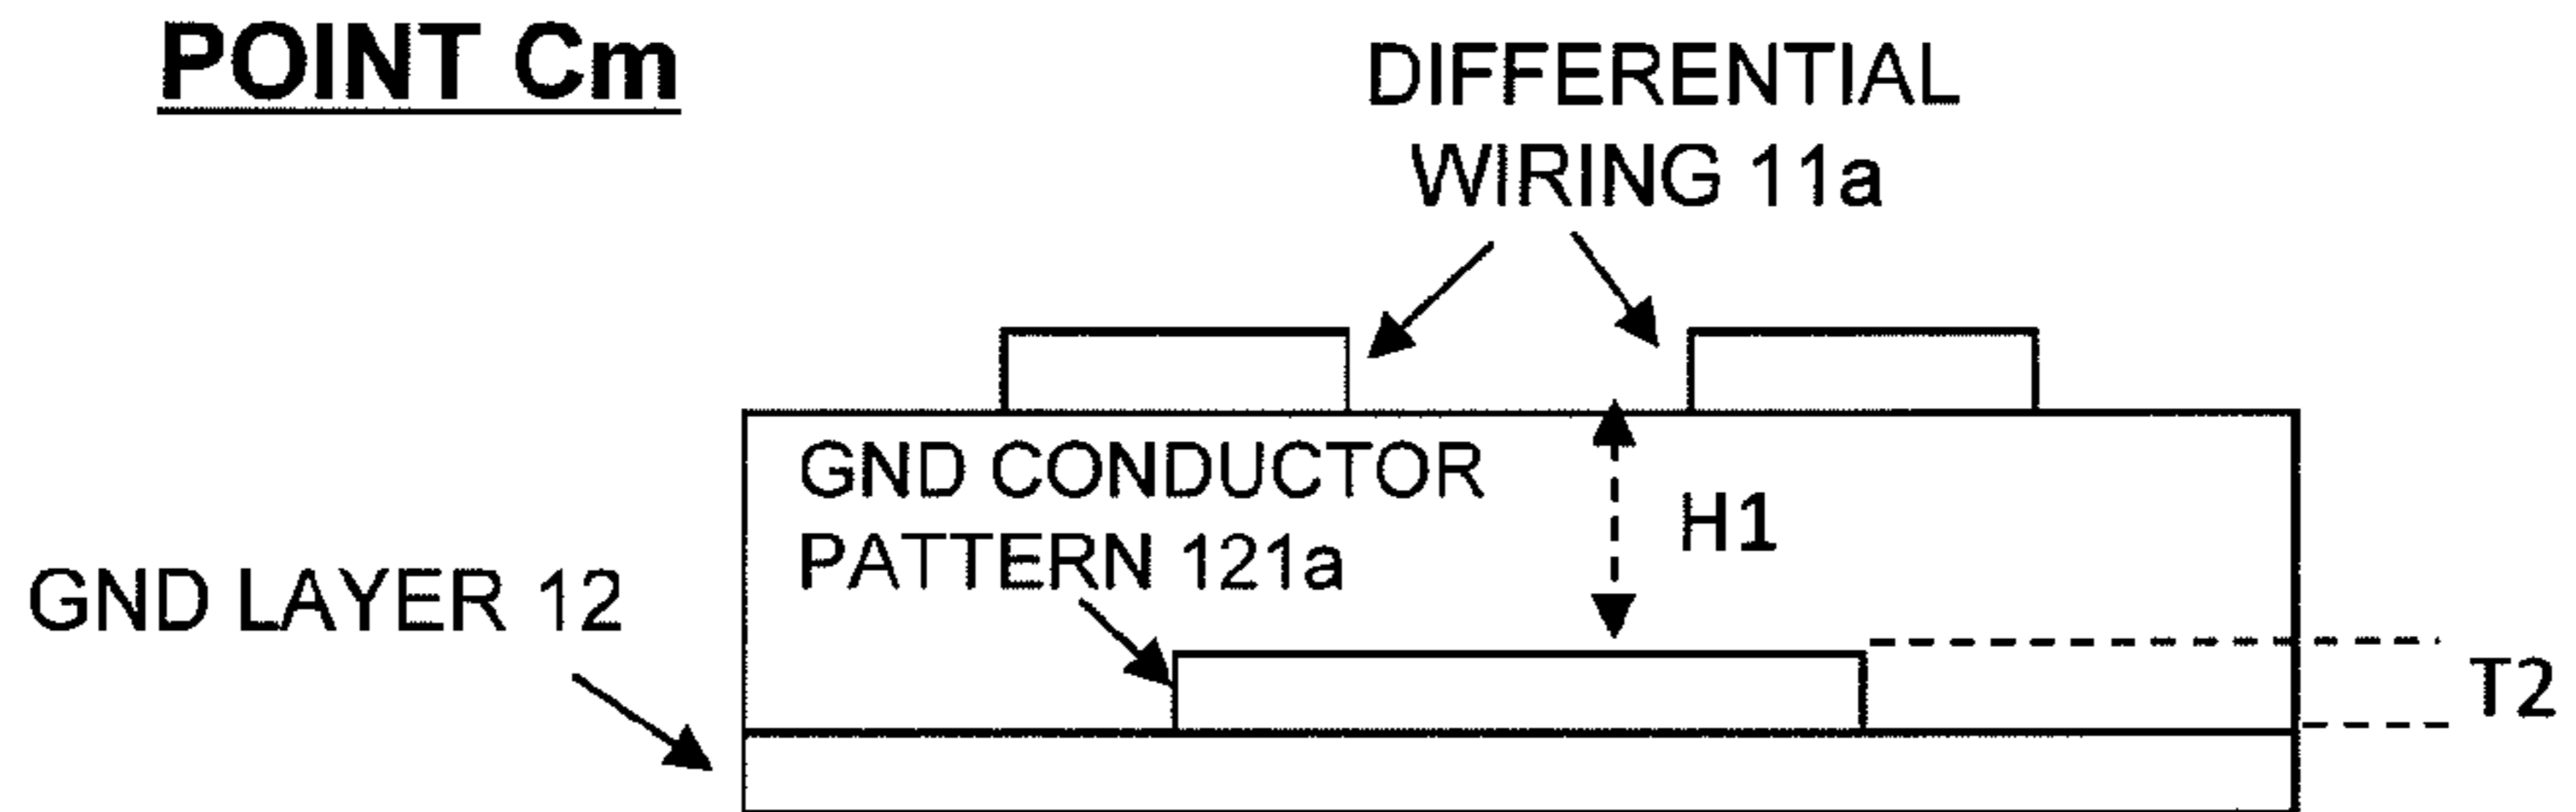 POINT Cm
DIFFERENTIAL
WIRING 11a
GND CONDUCTOR
PATTERN 121a
H1
GND LAYER 12
T2